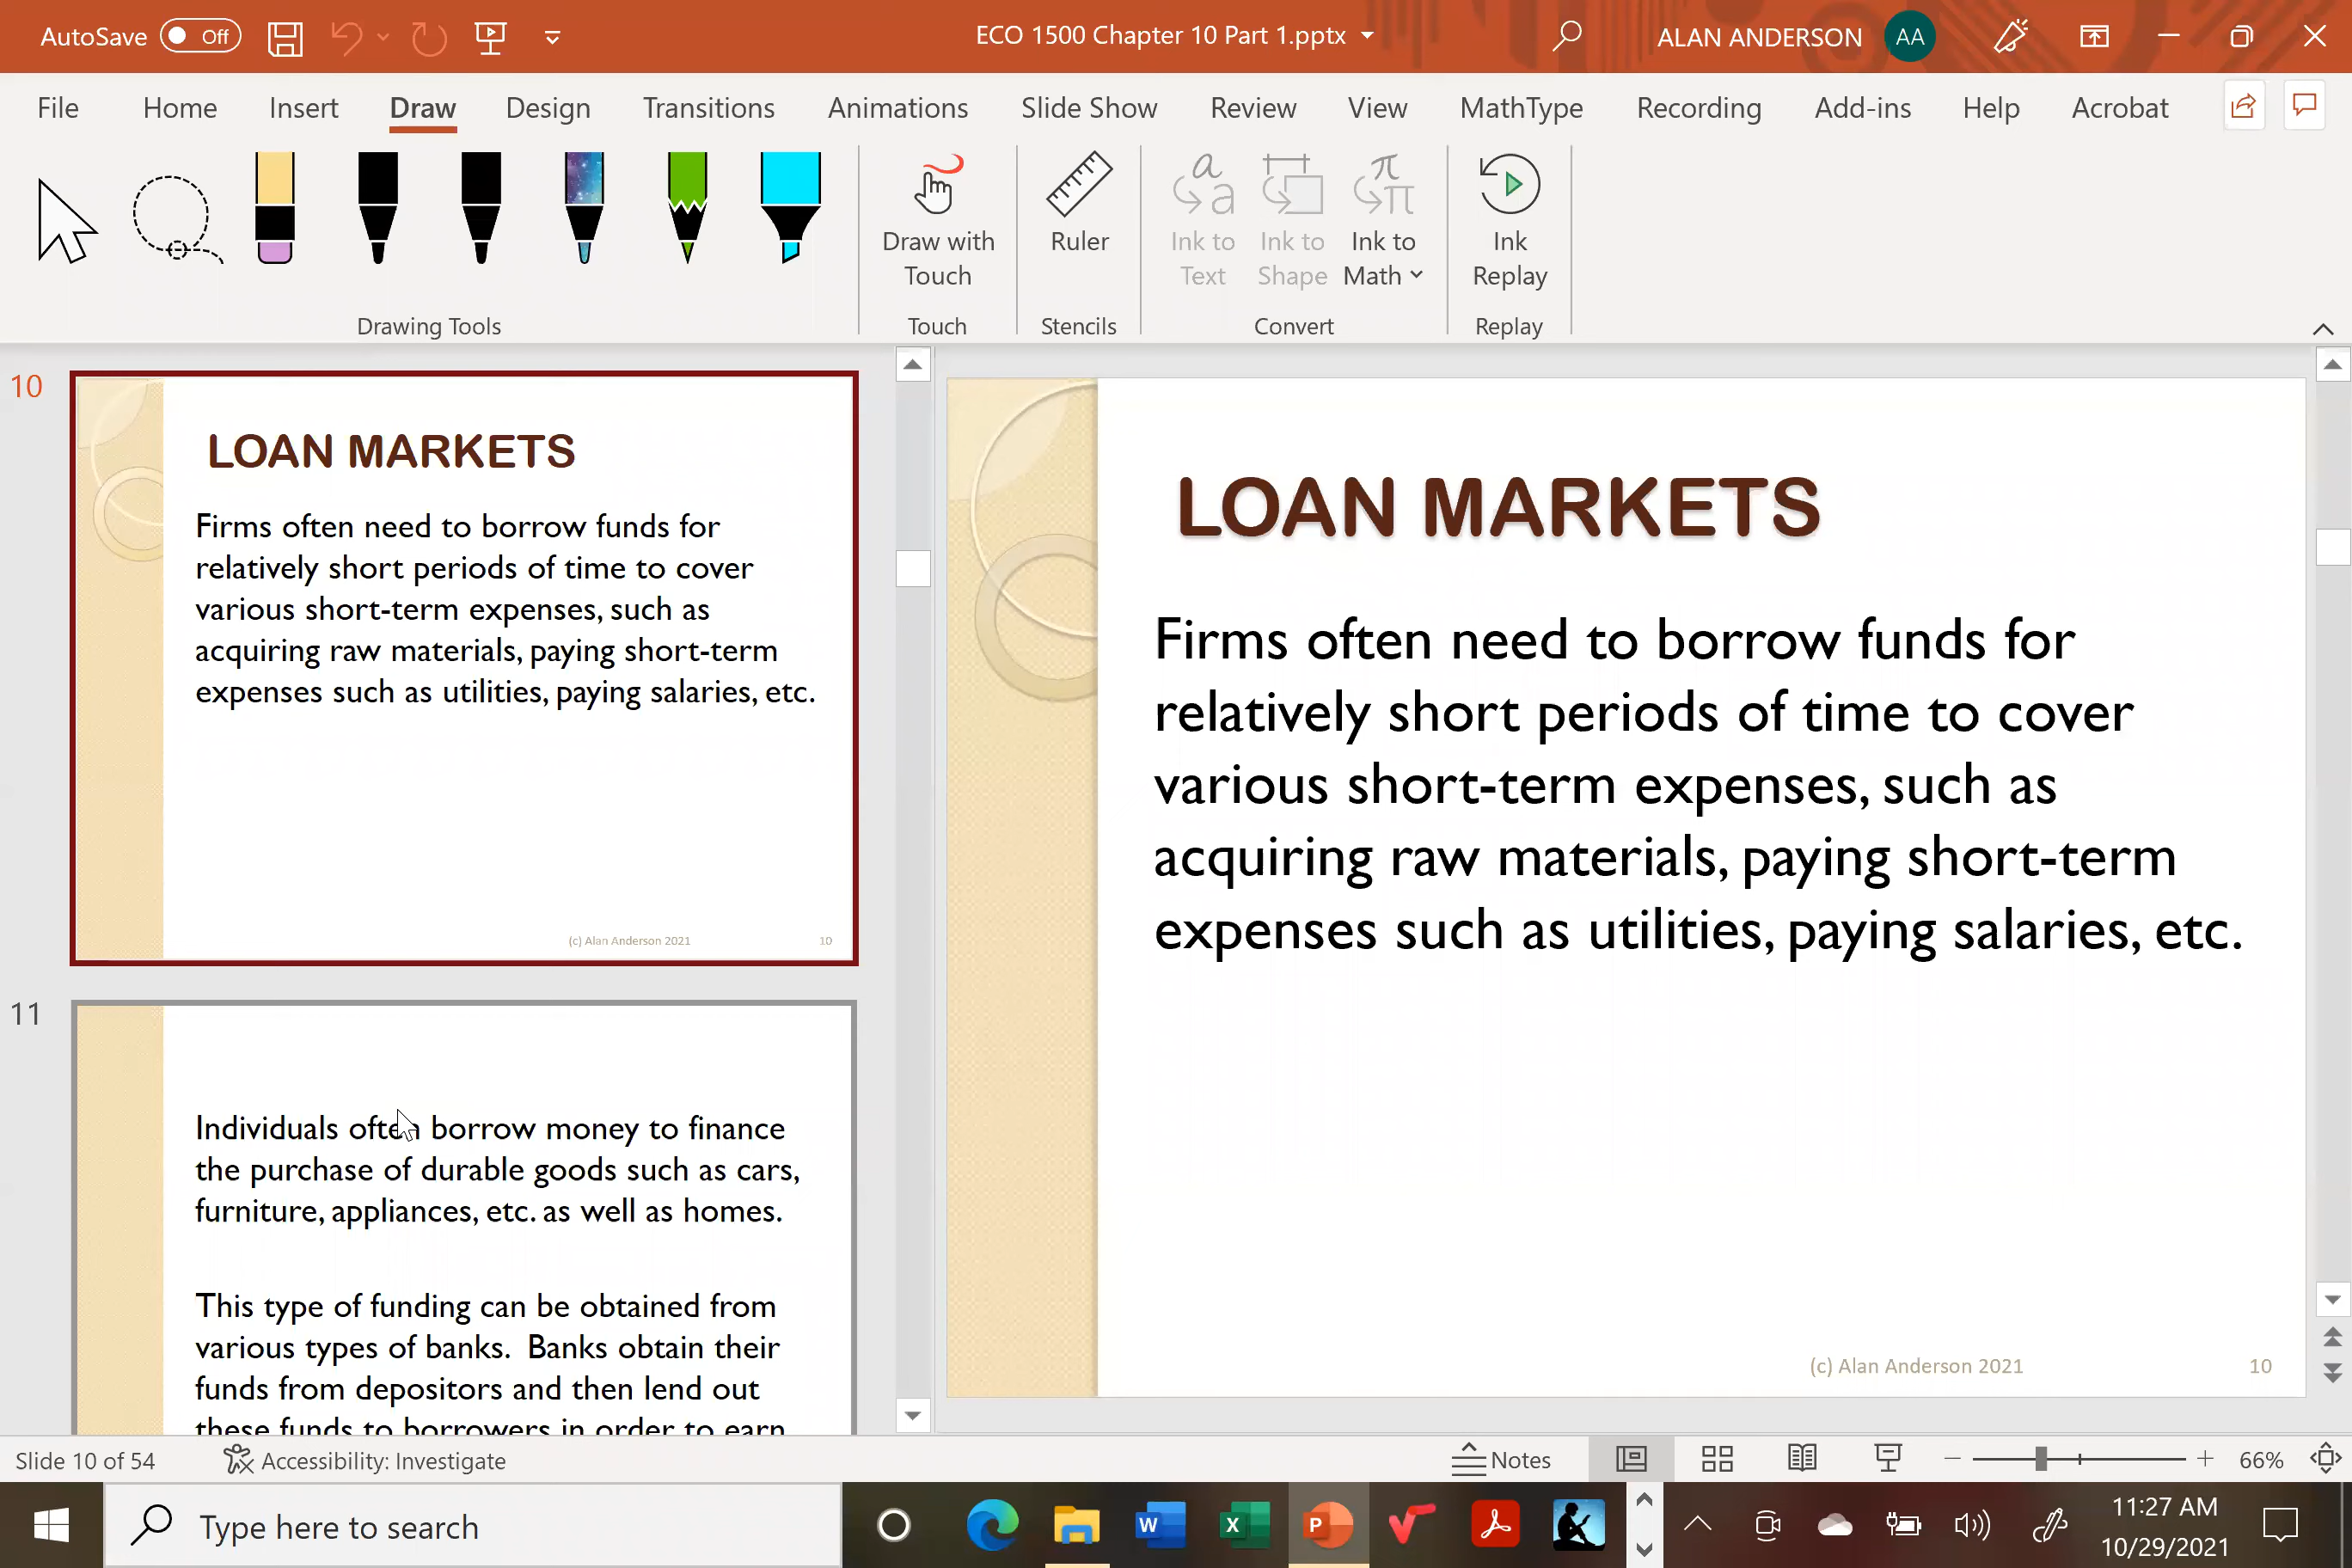 AutoSave Off
ECO 1500 Chapter 10 Part 1.pptx
ALAN ANDERSON AA
File Home Insert Draw Design Transitions Animations Slide Show Review View MathType Recording Add-ins Help Acrobat
Draw with
Touch
Ruler
Ink to
Text
Ink to
Shape
Ink to
Math
Ink
Replay
Drawing Tools Touch Stencils Convert Replay
10
LOAN MARKETS
Firms often need to borrow funds for
relatively short periods of time to cover
various short-term expenses, such as
acquiring raw materials, paying short-term
expenses such as utilities, paying salaries, etc.
(c) Alan Anderson 2021 10
11
Individuals often borrow money to finance
the purchase of durable goods such as cars,
furniture, appliances, etc. as well as homes.
This type of funding can be obtained from
various types of banks. Banks obtain their
funds from depositors and then lend out
these funds to borrowers in order to earn
LOAN MARKETS
Firms often need to borrow funds for
relatively short periods of time to cover
various short-term expenses, such as
acquiring raw materials, paying short-term
expenses such as utilities, paying salaries, etc.
(c) Alan Anderson 2021 10
Slide 10 of 54 Accessibility: Investigate Notes 66%
Type here to search
11:27 AM
10/29/2021